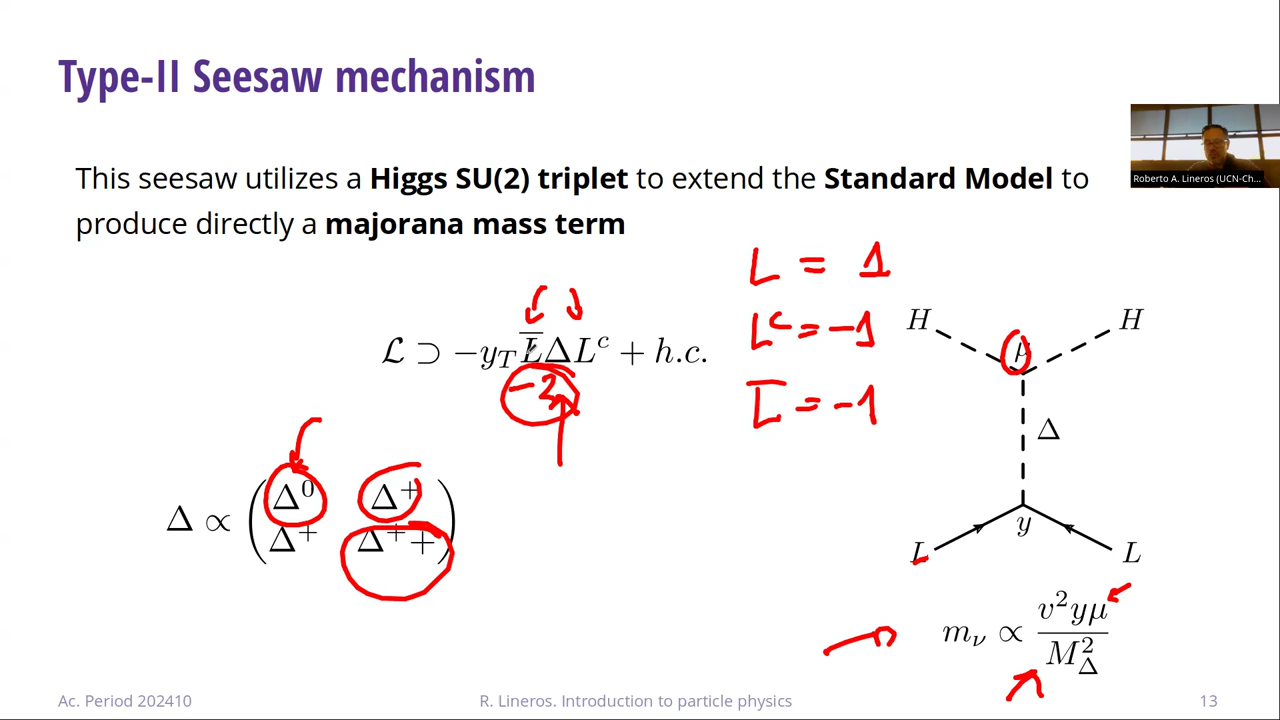 Type-II Seesaw mechanism
Roberto A. Lineros (UCN-Ch...
This seesaw utilizes a Higgs SU(2) triplet to extend the Standard Model to
produce directly a majorana mass term
L = 1
L^c = -1
L̅ = -1
ℒ ⊃ −y_T L̅ΔL^c + h.c.
-2
H H
μ
Δ
y
L L
Δ ∝ ( Δ^0 Δ^+
Δ^+ Δ^++ )
m_ν ∝ v^2yμ
M_Δ^2
Ac. Period 202410 R. Lineros. Introduction to particle physics 13